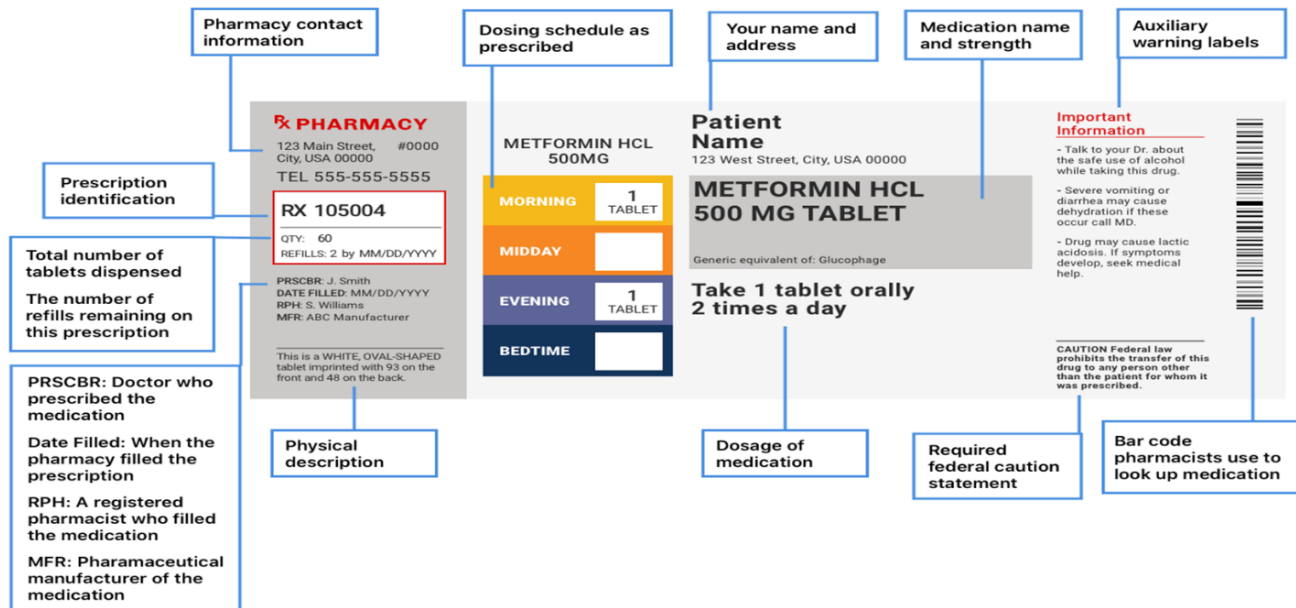 Pharmacy contact
information
Dosing schedule as
prescribed
Your name and
address
Medication name
and strength
Auxiliary
warning labels
Prescription
identification
Total number of
tablets dispensed
The number of
refills remaining on
this prescription
PRSCBR: Doctor who
prescribed the
medication
Date Filled: When the
pharmacy filled the
prescription
RPH: A registered
pharmacist who filled
the medication
MFR: Pharamaceutical
manufacturer of the
medication
Rx PHARMACY
123 Main Street, #0000
City, USA 00000
TEL 555-555-5555
RX 105004
QTY: 60
REFILLS: 2 by MM/DD/YYYY
PRSCBR: J. Smith
DATE FILLED: MM/DD/YYYY
RPH: S. Williams
MFR: ABC Manufacturer
This is a WHITE, OVAL-SHAPED
tablet imprinted with 93 on the
front and 48 on the back.
METFORMIN HCL
500MG
MORNING 1 TABLET
MIDDAY
EVENING 1 TABLET
BEDTIME
Patient
Name
123 West Street, City, USA 00000
METFORMIN HCL
500 MG TABLET
Generic equivalent of: Glucophage
Take 1 tablet orally
2 times a day
Important
Information
- Talk to your Dr. about
the safe use of alcohol
while taking this drug.
- Severe vomiting or
diarrhea may cause
dehydration if these
occur call MD.
- Drug may cause lactic
acidosis. If symptoms
develop, seek medical
help.
CAUTION Federal law
prohibits the transfer of this
drug to any person other
than the patient for whom it
was prescribed.
Physical
description
Dosage of
medication
Required
federal caution
statement
Bar code
pharmacists use to
look up medication